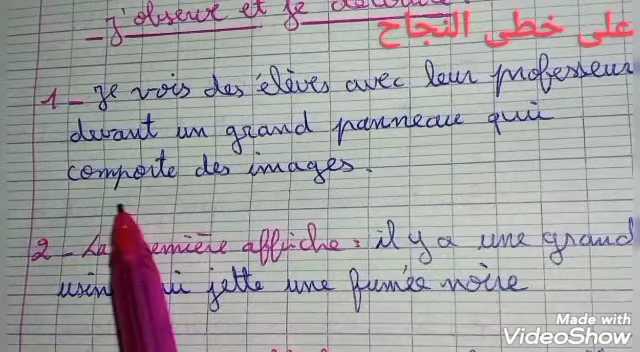 - J'observe et je
على خطى النجاح
1 - Je vois des élèves avec leur professeur
devant un grand panneau qui
comporte des images.
2 - La première affiche : il y a une grand
usine qui jette une fumée noire
Made with
VideoShow